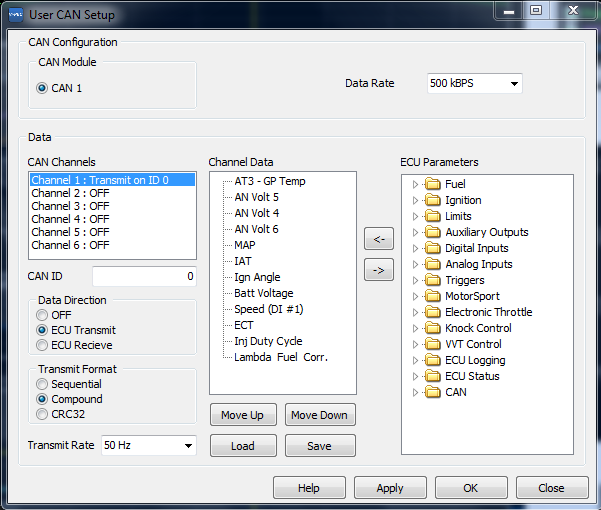 User CAN Setup
CAN Configuration
CAN Module
CAN 1
Data Rate
500 kBPS
Data
CAN Channels
Channel 1 : Transmit on ID 0
Channel 2 : OFF
Channel 3 : OFF
Channel 4 : OFF
Channel 5 : OFF
Channel 6 : OFF
CAN ID
0
Data Direction
OFF
ECU Transmit
ECU Recieve
Transmit Format
Sequential
Compound
CRC32
Transmit Rate
50 Hz
Channel Data
AT3 - GP Temp
AN Volt 5
AN Volt 4
AN Volt 6
MAP
IAT
Ign Angle
Batt Voltage
Speed (DI #1)
ECT
Inj Duty Cycle
Lambda Fuel Corr.
Move Up
Move Down
Load
Save
<-
->
ECU Parameters
Fuel
Ignition
Limits
Auxiliary Outputs
Digital Inputs
Analog Inputs
Triggers
MotorSport
Electronic Throttle
Knock Control
VVT Control
ECU Logging
ECU Status
CAN
Help
Apply
OK
Close